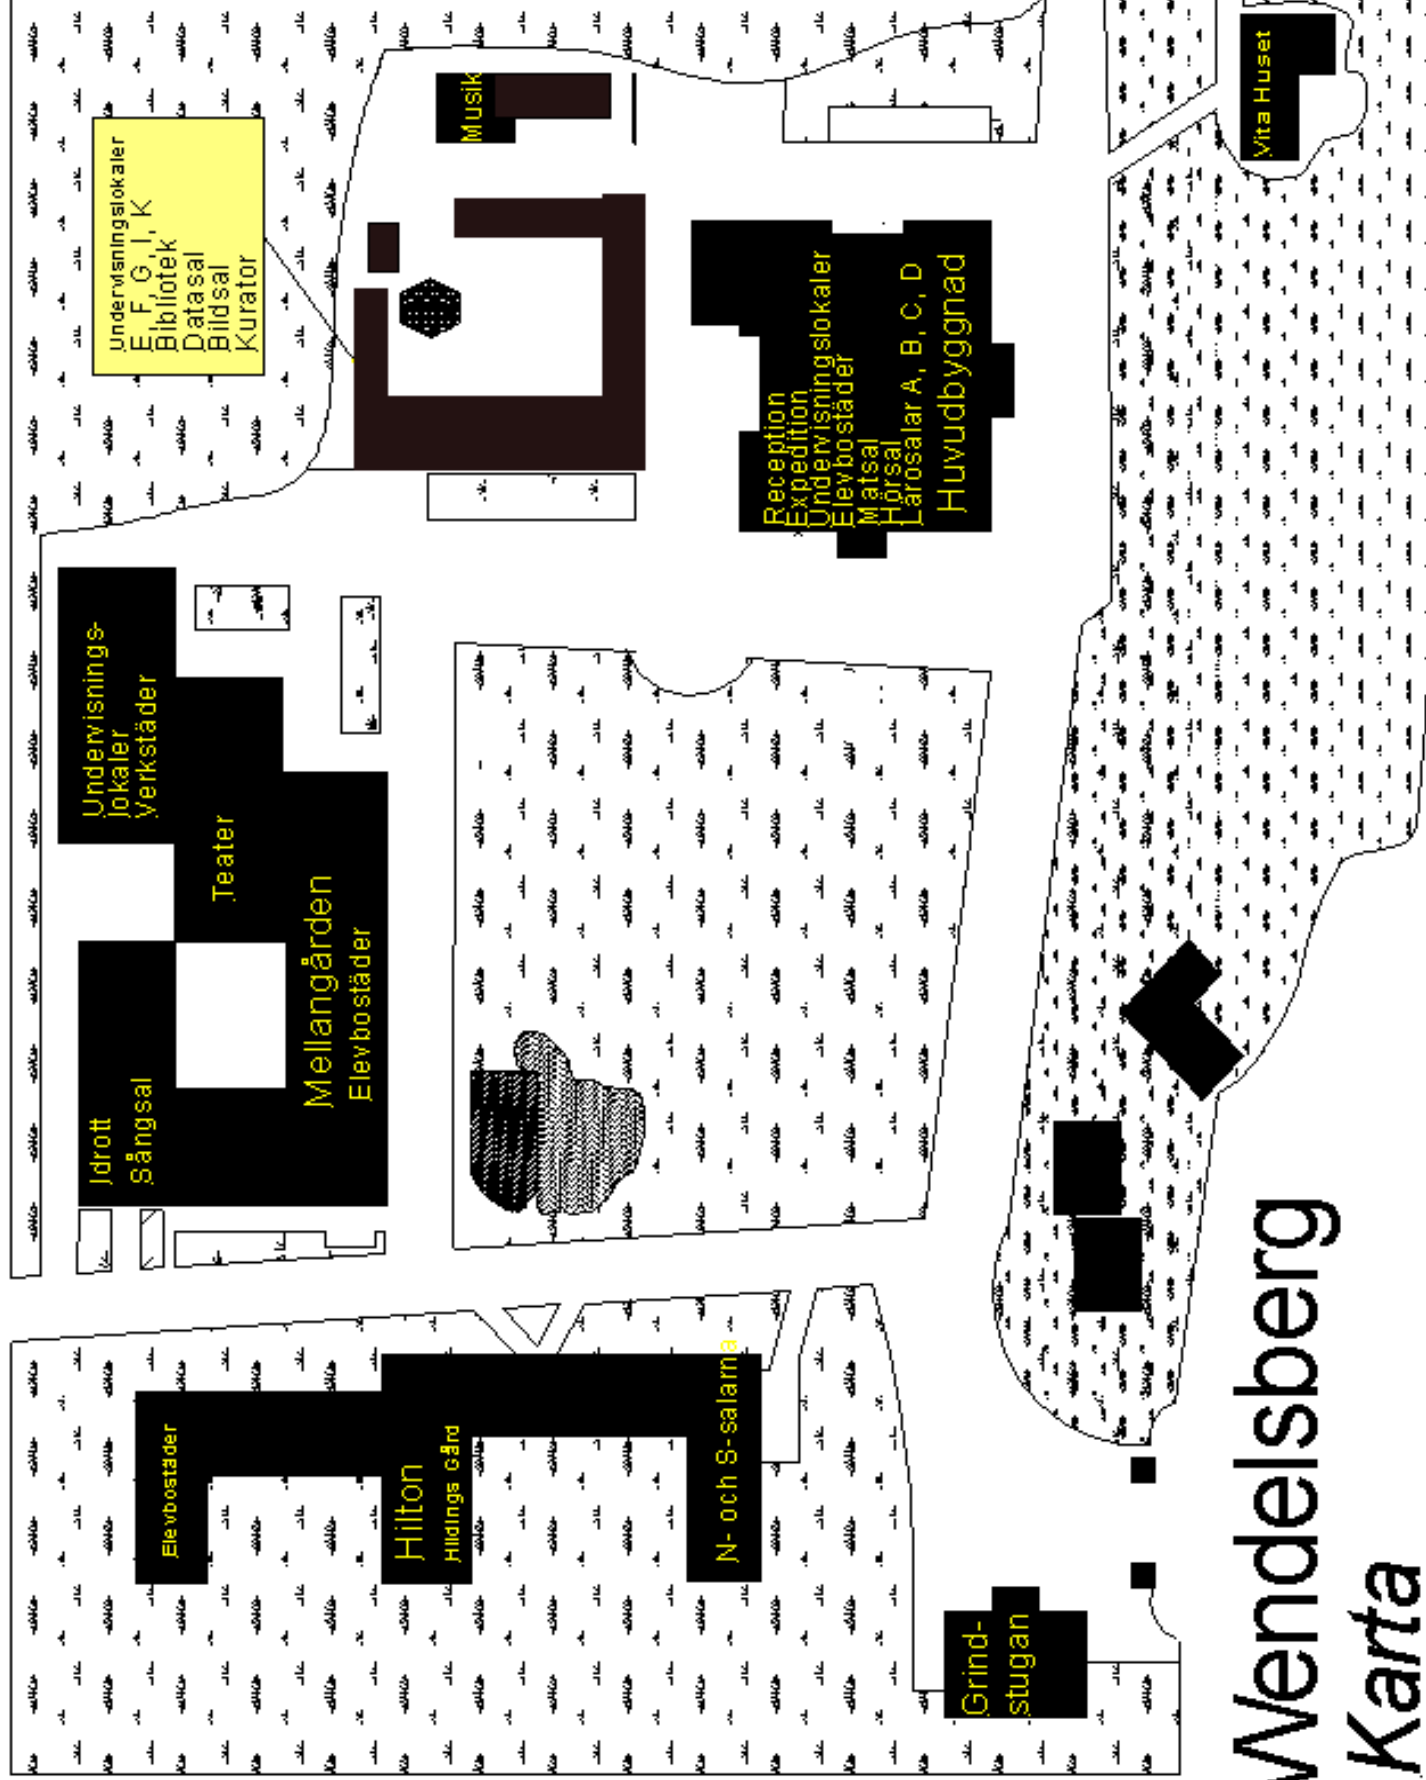 Undervisningslokaler
E, F, G, I, K
Bibliotek
Datasal
Bildsal
Kurator
Musik
Vita Huset
Reception
Expedition
Undervisningslokaler
Elevbostäder
Matsal
Hörsal
Lärosalar A, B, C, D
Huvudbyggnad
Undervisnings-
lokaler
Verkstäder
Teater
Mellangården
Elevbostäder
Idrott
Sångsal
Elevbostäder
Hilton
Hildings Gård
N- och S-salarna
Grind-
stugan
Wendelsberg
Karta